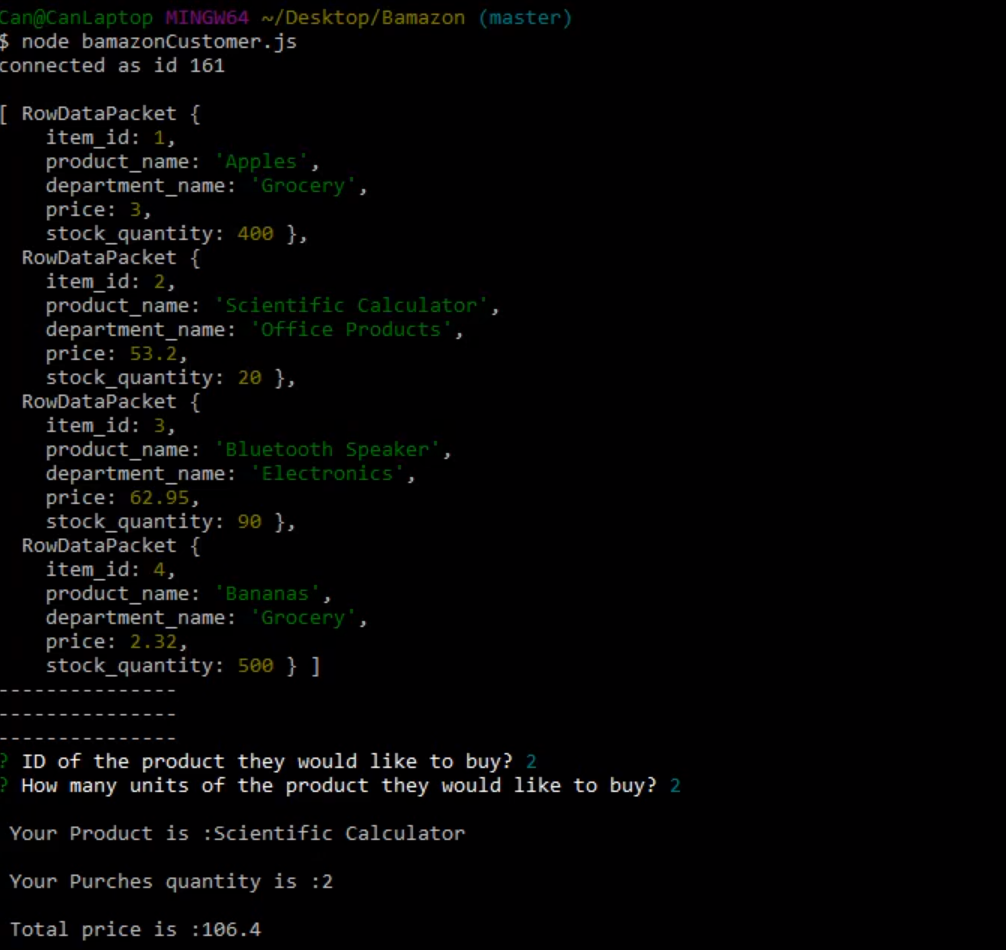 Can@CanLaptop MINGW64 ~/Desktop/Bamazon (master)
$ node bamazonCustomer.js
connected as id 161
[ RowDataPacket {
item_id: 1,
product_name: 'Apples',
department_name: 'Grocery',
price: 3,
stock_quantity: 400 },
RowDataPacket {
item_id: 2,
product_name: 'Scientific Calculator',
department_name: 'Office Products',
price: 53.2,
stock_quantity: 20 },
RowDataPacket {
item_id: 3,
product_name: 'Bluetooth Speaker',
department_name: 'Electronics',
price: 62.95,
stock_quantity: 90 },
RowDataPacket {
item_id: 4,
product_name: 'Bananas',
department_name: 'Grocery',
price: 2.32,
stock_quantity: 500 } ]
---------------
---------------
---------------
? ID of the product they would like to buy? 2
? How many units of the product they would like to buy? 2
Your Product is :Scientific Calculator
Your Purches quantity is :2
Total price is :106.4